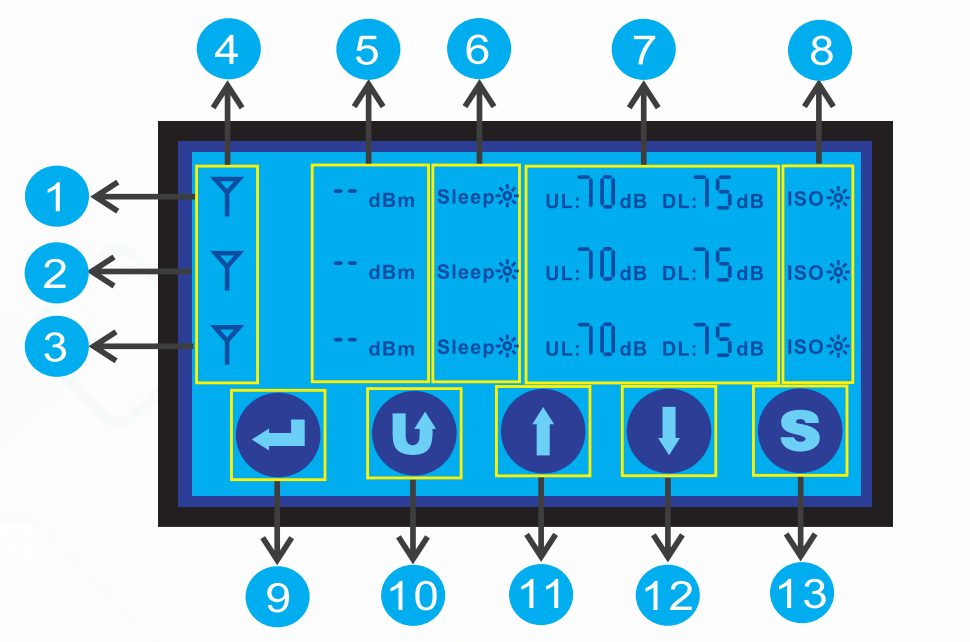 4 5 6 7 8
1 -- dBm Sleep UL:70dB DL:75dB ISO
2 -- dBm Sleep UL:70dB DL:75dB ISO
3 -- dBm Sleep UL:70dB DL:75dB ISO
S
9 10 11 12 13